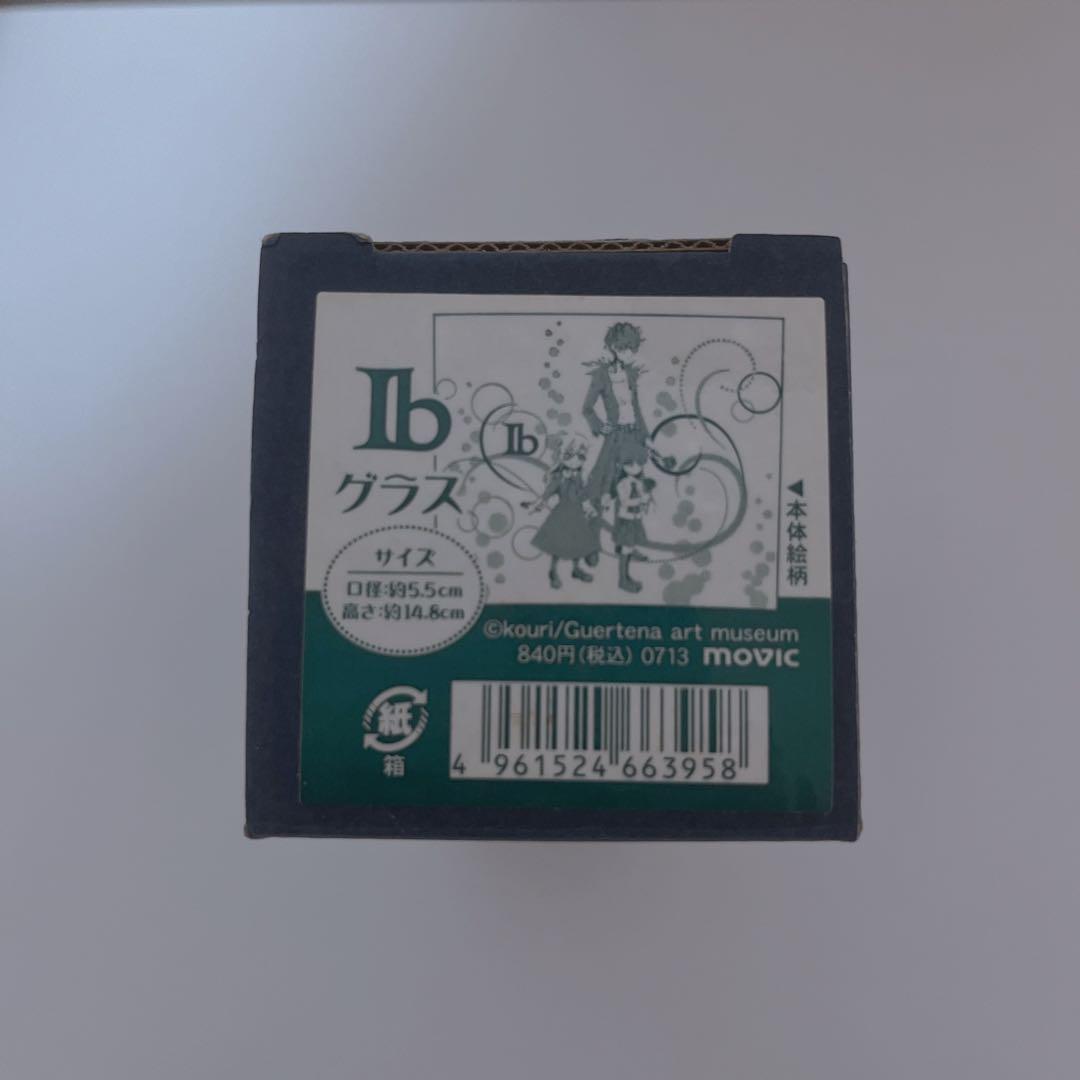 Ib
グラス
サイズ
口径:約5.5cm
高さ:約14.8cm
Ib
◀本体絵柄
©kouri/Guertena art museum
840円(税込) 0713 movic
紙
箱
4 961524 663958